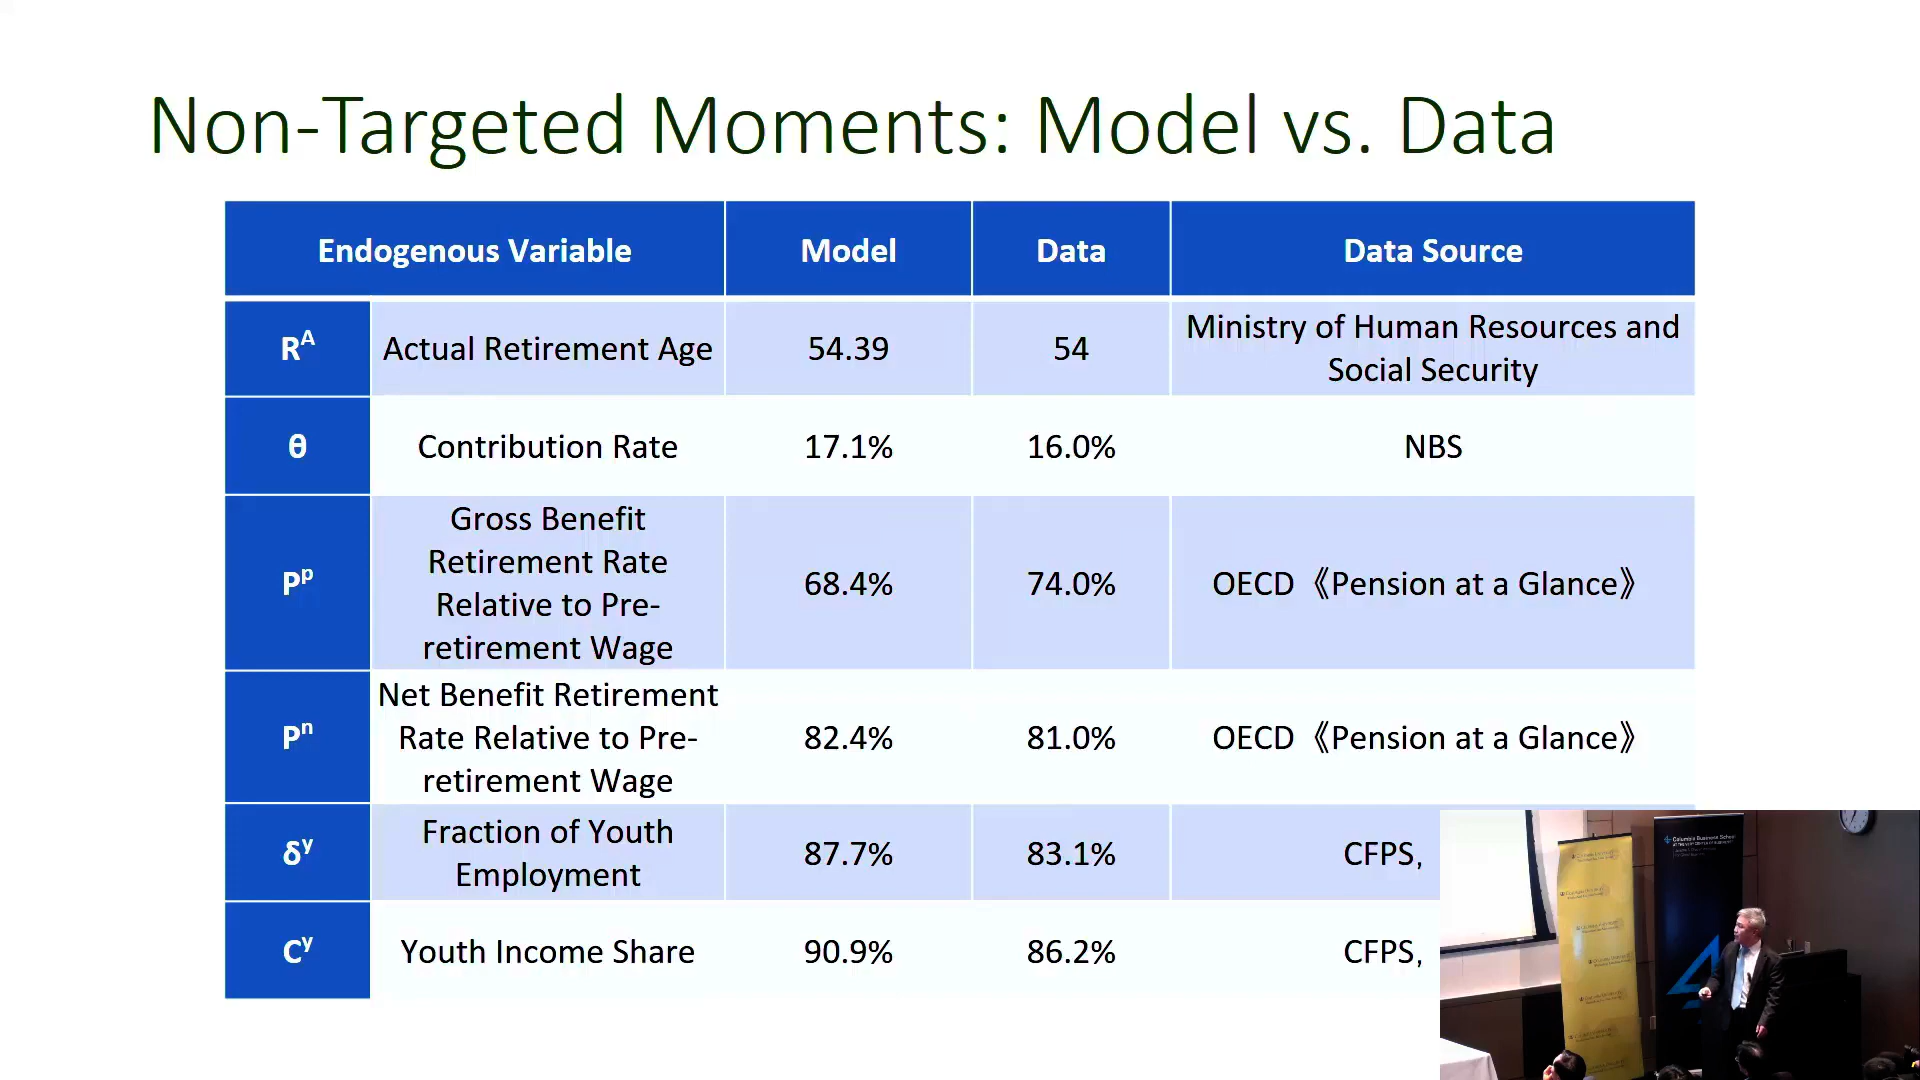 Non-Targeted Moments: Model vs. Data
Endogenous Variable Model Data Data Source
R^A Actual Retirement Age 54.39 54 Ministry of Human Resources and
Social Security
θ Contribution Rate 17.1% 16.0% NBS
P^p Gross Benefit
Retirement Rate
Relative to Pre-
retirement Wage 68.4% 74.0% OECD《Pension at a Glance》
P^n Net Benefit Retirement
Rate Relative to Pre-
retirement Wage 82.4% 81.0% OECD《Pension at a Glance》
δ^y Fraction of Youth
Employment 87.7% 83.1% CFPS,
C^y Youth Income Share 90.9% 86.2% CFPS,
Columbia Business School